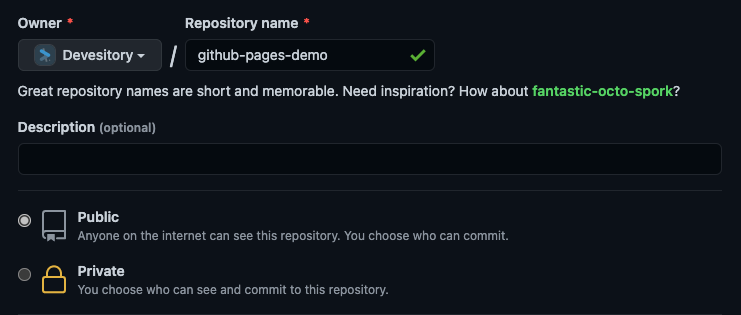 Owner * Repository name *
Devesitory / github-pages-demo
Great repository names are short and memorable. Need inspiration? How about fantastic-octo-spork?
Description (optional)
Public
Anyone on the internet can see this repository. You choose who can commit.
Private
You choose who can see and commit to this repository.